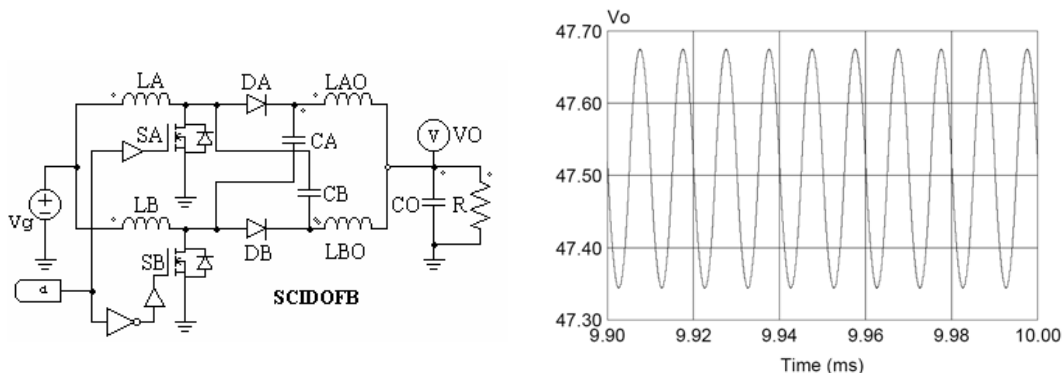 LA
DA
LAO
SA
CA
V
VO
Vg
LB
CB
CO
R
DB
LBO
SB
d
SCIDOFB
Vo
47.70
47.60
47.50
47.40
47.30
9.90
9.92
9.94
9.96
9.98
10.00
Time (ms)